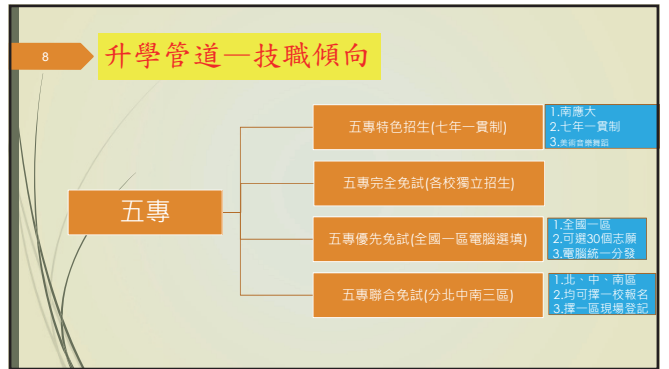 8
升學管道—技職傾向
五專
五專特色招生(七年一貫制)
1.南應大
2.七年一貫制
3.美術音樂舞蹈
五專完全免試(各校獨立招生)
五專優先免試(全國一區電腦選填)
1.全國一區
2.可選30個志願
3.電腦統一分發
五專聯合免試(分北中南三區)
1.北、中、南區
2.均可擇一校報名
3.擇一區現場登記